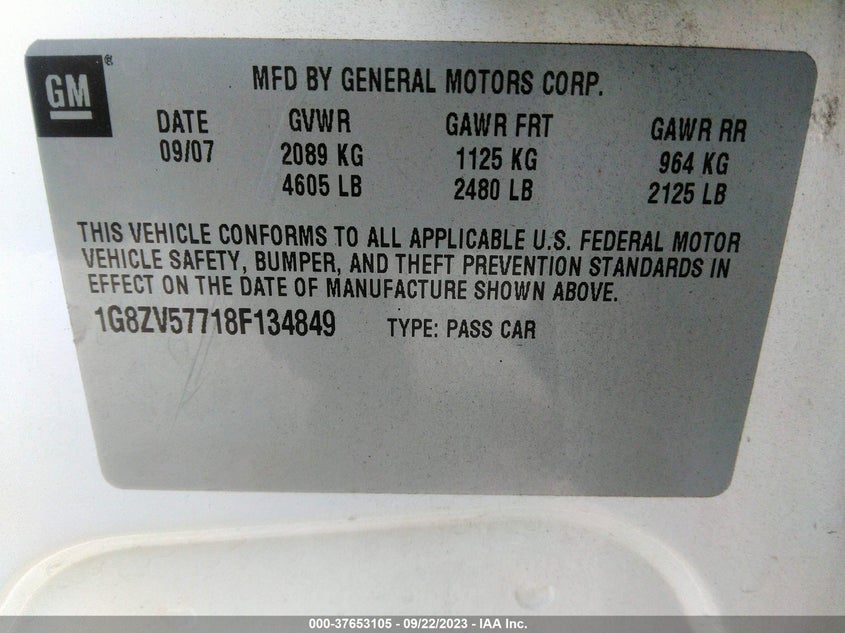 GM®
MFD BY GENERAL MOTORS CORP.
DATE GVWR GAWR FRT GAWR RR
09/07 2089 KG 1125 KG 964 KG
4605 LB 2480 LB 2125 LB
THIS VEHICLE CONFORMS TO ALL APPLICABLE U.S. FEDERAL MOTOR
VEHICLE SAFETY, BUMPER, AND THEFT PREVENTION STANDARDS IN
EFFECT ON THE DATE OF MANUFACTURE SHOWN ABOVE.
1G8ZV57718F134849 TYPE: PASS CAR
000-37653105 - 09/22/2023 - IAA Inc.